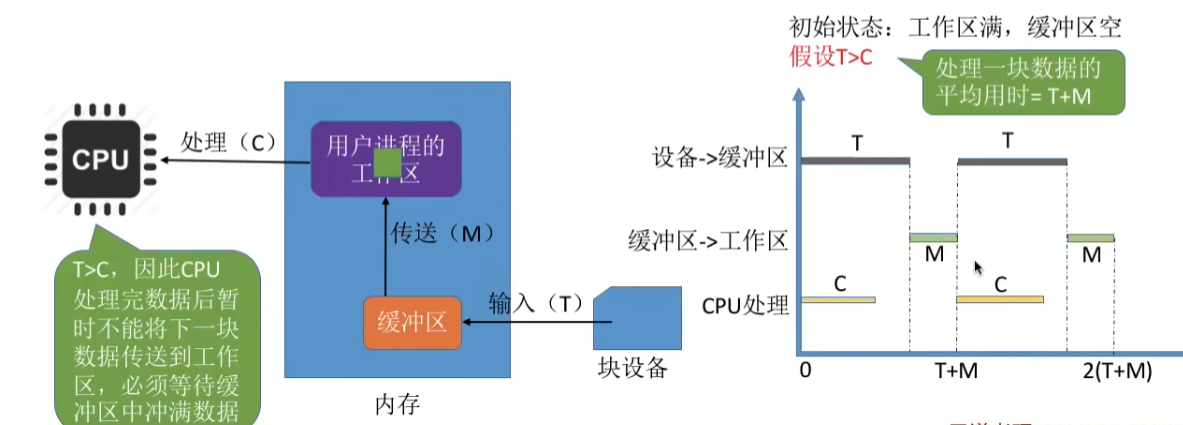 初始状态：工作区满，缓冲区空
假设T>C
处理一块数据的
平均用时= T+M
CPU
处理（C）
用户进程的
工作区
传送（M）
缓冲区
输入（T）
块设备
内存
T>C，因此CPU
处理完数据后暂
时不能将下一块
数据传送到工作
区，必须等待缓
冲区中冲满数据
设备->缓冲区
T
T
缓冲区->工作区
M
M
CPU处理
C
C
0
T+M
2(T+M)